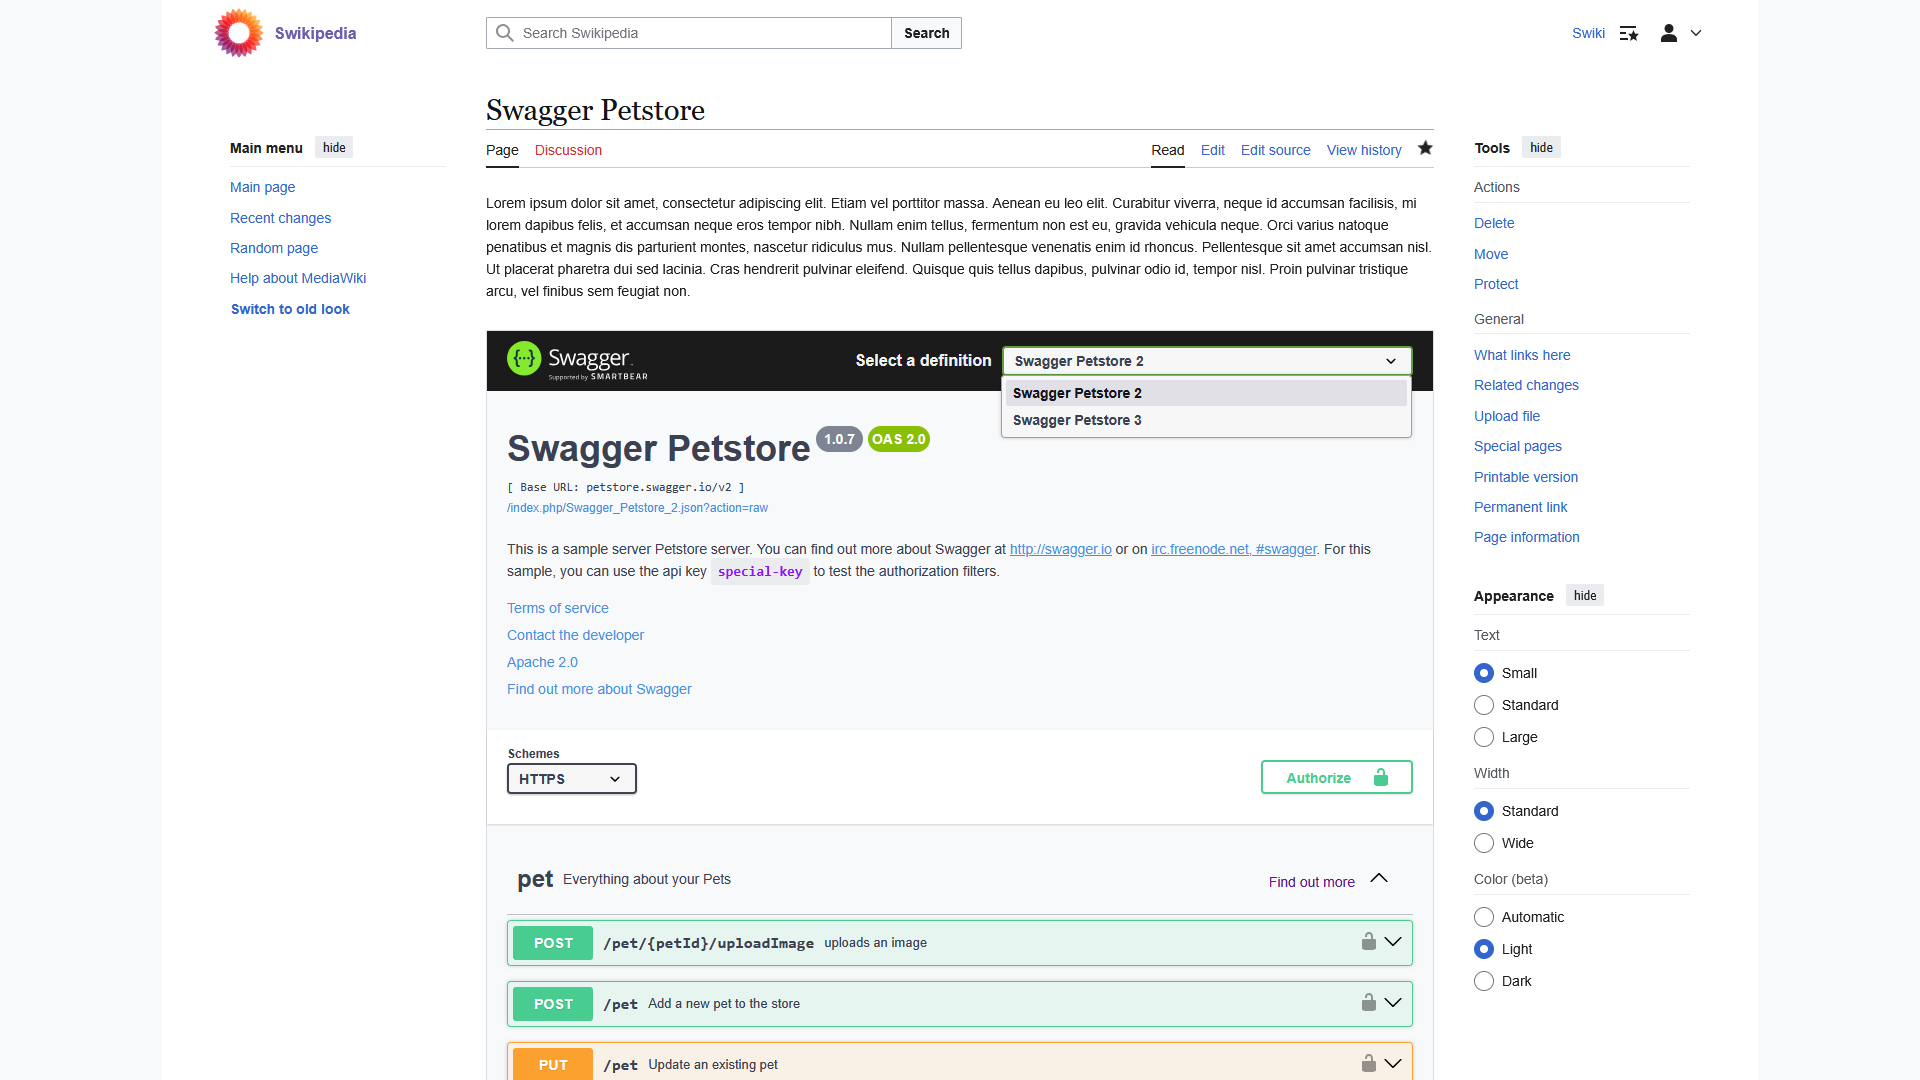 Swikipedia
Search Swikipedia
Search
Swiki
Main menu
hide
Main page
Recent changes
Random page
Help about MediaWiki
Switch to old look
Swagger Petstore
Page
Discussion
Read
Edit
Edit source
View history
Lorem ipsum dolor sit amet, consectetur adipiscing elit. Etiam vel porttitor massa. Aenean eu leo elit. Curabitur viverra, neque id accumsan facilisis, mi
lorem dapibus felis, et accumsan neque eros tempor nibh. Nullam enim tellus, fermentum non est eu, gravida vehicula neque. Orci varius natoque
penatibus et magnis dis parturient montes, nascetur ridiculus mus. Nullam pellentesque venenatis enim id rhoncus. Pellentesque sit amet accumsan nisl.
Ut placerat pharetra dui sed lacinia. Cras hendrerit pulvinar eleifend. Quisque quis tellus dapibus, pulvinar odio id, tempor nisl. Proin pulvinar tristique
arcu, vel finibus sem feugiat non.
Swagger
Supported by SMARTBEAR
Select a definition
Swagger Petstore 2
Swagger Petstore 2
Swagger Petstore 3
Swagger Petstore 1.0.7 OAS 2.0
[ Base URL: petstore.swagger.io/v2 ]
/index.php/Swagger_Petstore_2.json?action=raw
This is a sample server Petstore server. You can find out more about Swagger at http://swagger.io or on irc.freenode.net, #swagger. For this
sample, you can use the api key special-key to test the authorization filters.
Terms of service
Contact the developer
Apache 2.0
Find out more about Swagger
Schemes
HTTPS
Authorize
pet Everything about your Pets
Find out more
POST /pet/{petId}/uploadImage uploads an image
POST /pet Add a new pet to the store
PUT /pet Update an existing pet
Tools
hide
Actions
Delete
Move
Protect
General
What links here
Related changes
Upload file
Special pages
Printable version
Permanent link
Page information
Appearance
hide
Text
Small
Standard
Large
Width
Standard
Wide
Color (beta)
Automatic
Light
Dark